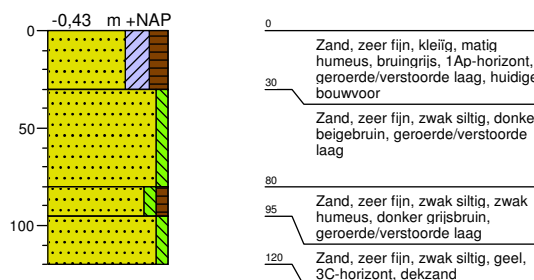 -0,43 m +NAP
0
50
100
0
Zand, zeer fijn, kleiïg, matig
humeus, bruingrijs, 1Ap-horizont,
geroerde/verstoorde laag, huidige
bouwvoor
30
Zand, zeer fijn, zwak siltig,
beigebruin, geroerde/verstoorde
laag
80
Zand, zeer fijn, zwak siltig, zwak
humeus, donker grijsbruin,
geroerde/verstoorde laag
95
Zand, zeer fijn, zwak siltig, geel,
3C-horizont, dekzand
120